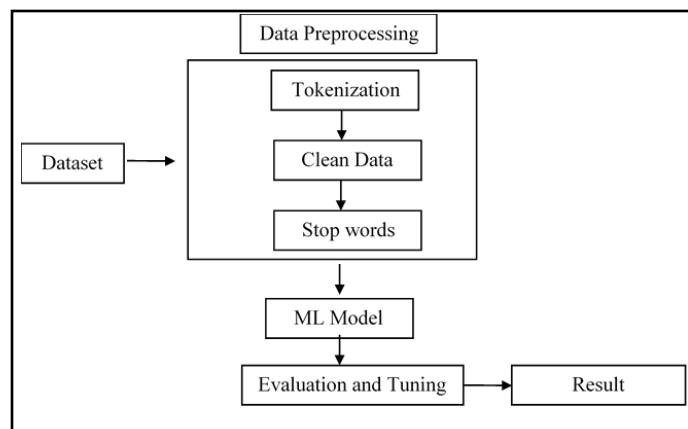 Data Preprocessing
Tokenization
Clean Data
Dataset
Stop words
ML Model
Evaluation and Tuning
Result